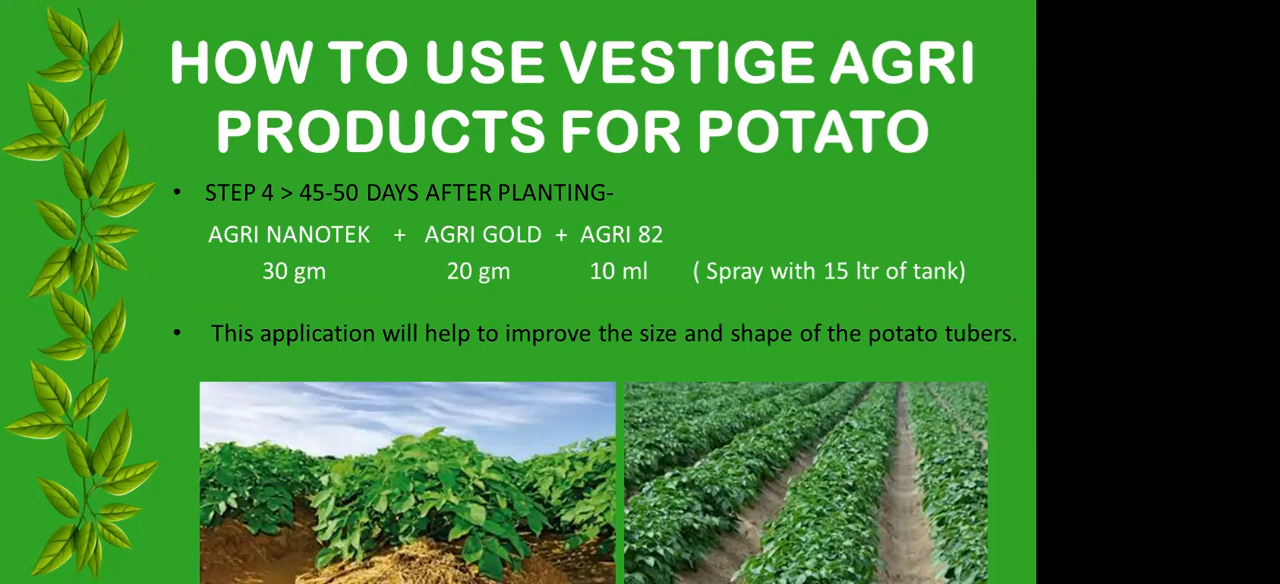 HOW TO USE VESTIGE AGRI
PRODUCTS FOR POTATO
• STEP 4 > 45-50 DAYS AFTER PLANTING-
AGRI NANOTEK + AGRI GOLD + AGRI 82
30 gm 20 gm 10 ml ( Spray with 15 ltr of tank)
• This application will help to improve the size and shape of the potato tubers.